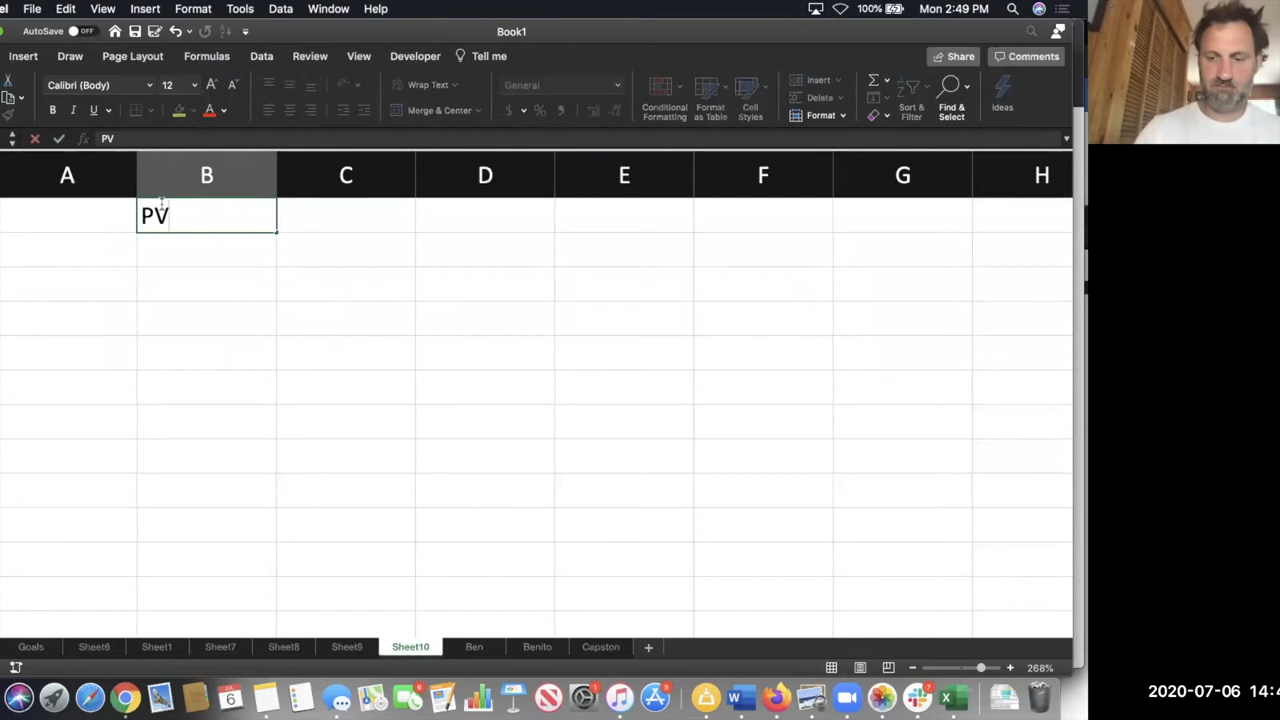 el File Edit View Insert Format Tools Data Window Help 100% Mon 2:49 PM
AutoSave OFF Book1
Insert Draw Page Layout Formulas Data Review View Developer Tell me Share Comments
Calibri (Body) 12 A A Wrap Text General Insert
Delete
B I U A Merge & Center $ % Conditional Formatting Format as Table Cell Styles Format Sort & Filter Find & Select Ideas
fx PV
A B C D E F G H
PV
Goals Sheet6 Sheet1 Sheet7 Sheet8 Sheet9 Sheet10 Ben Benito Capston +
268%
2020-07-06 14:4